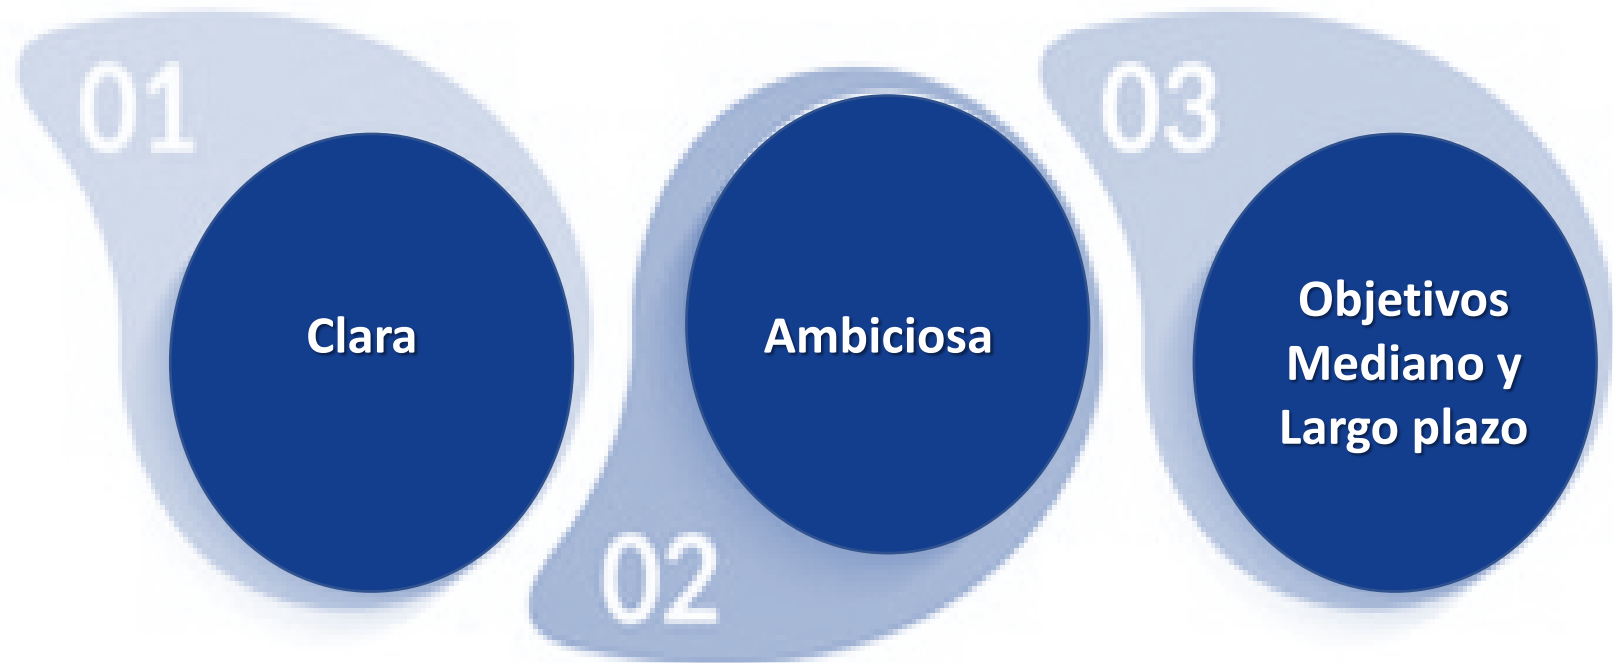 01
Clara
02
Ambiciosa
03
Objetivos
Mediano y
Largo plazo